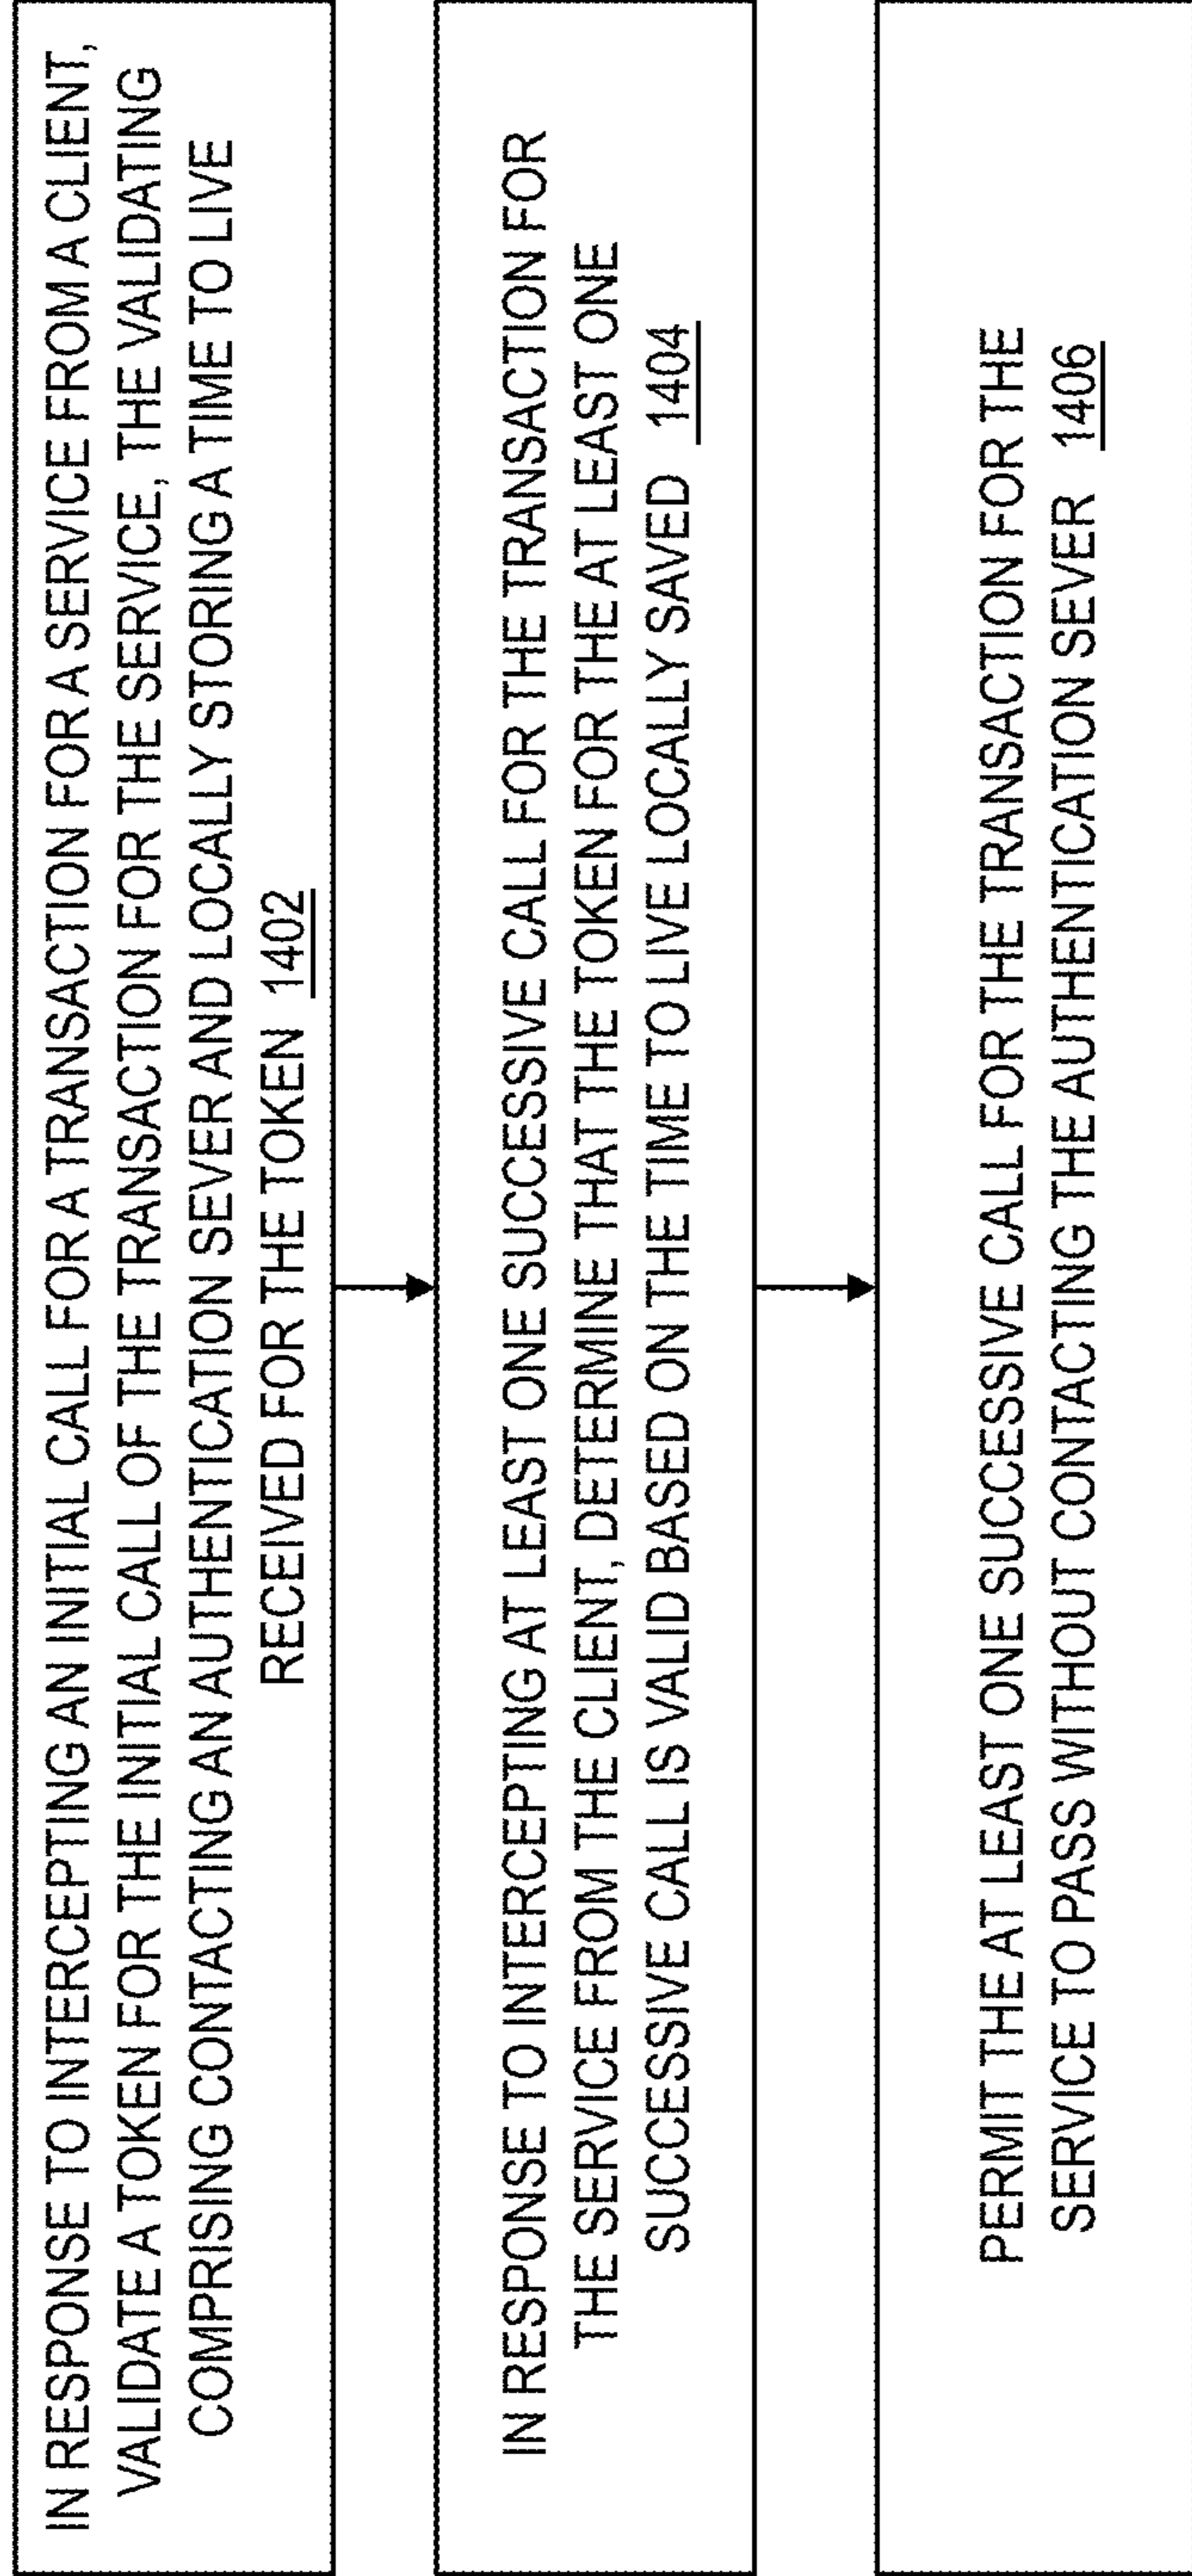 IN RESPONSE TO INTERCEPTING AN INITIAL CALL FOR A TRANSACTION FOR A SERVICE FROM A CLIENT,
VALIDATE A TOKEN FOR THE INITIAL CALL OF THE TRANSACTION FOR THE SERVICE, THE VALIDATING
COMPRISING CONTACTING AN AUTHENTICATION SEVER AND LOCALLY STORING A TIME TO LIVE
RECEIVED FOR THE TOKEN 1402
IN RESPONSE TO INTERCEPTING AT LEAST ONE SUCCESSIVE CALL FOR THE TRANSACTION FOR
THE SERVICE FROM THE CLIENT, DETERMINE THAT THE TOKEN FOR THE AT LEAST ONE
SUCCESSIVE CALL IS VALID BASED ON THE TIME TO LIVE LOCALLY SAVED 1404
PERMIT THE AT LEAST ONE SUCCESSIVE CALL FOR THE TRANSACTION FOR THE
SERVICE TO PASS WITHOUT CONTACTING THE AUTHENTICATION SEVER 1406